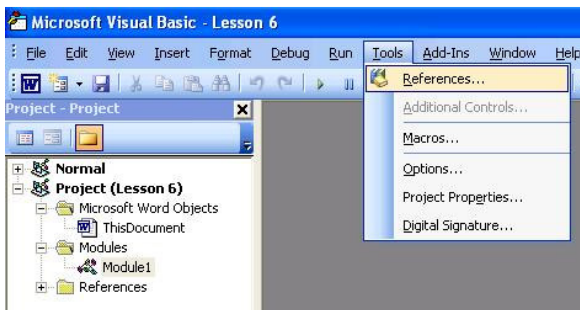 Microsoft Visual Basic - Lesson 6
File Edit View Insert Format Debug Run Tools Add-Ins Window Help
References...
Additional Controls...
Macros...
Options...
Project Properties...
Digital Signature...
Project - Project
Normal
Project (Lesson 6)
Microsoft Word Objects
ThisDocument
Modules
Module1
References